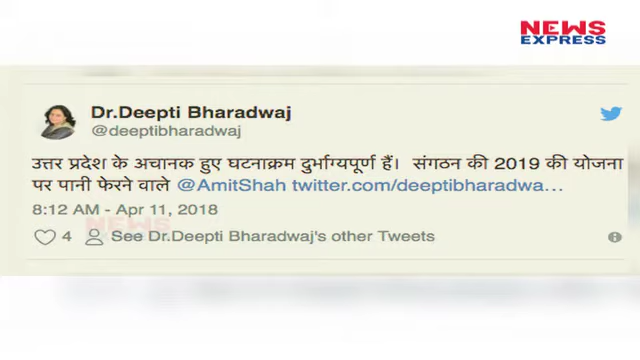 NEWS
EXPRESS
Dr.Deepti Bharadwaj
@deeptibharadwaj
उत्तर प्रदेश के अचानक हुए घटनाक्रम दुर्भाग्यपूर्ण हैं। संगठन की 2019 की योजना
पर पानी फेरने वाले @AmitShah twitter.com/deeptibharadwa…
8:12 AM - Apr 11, 2018
NEWS
4 See Dr.Deepti Bharadwaj's other Tweets